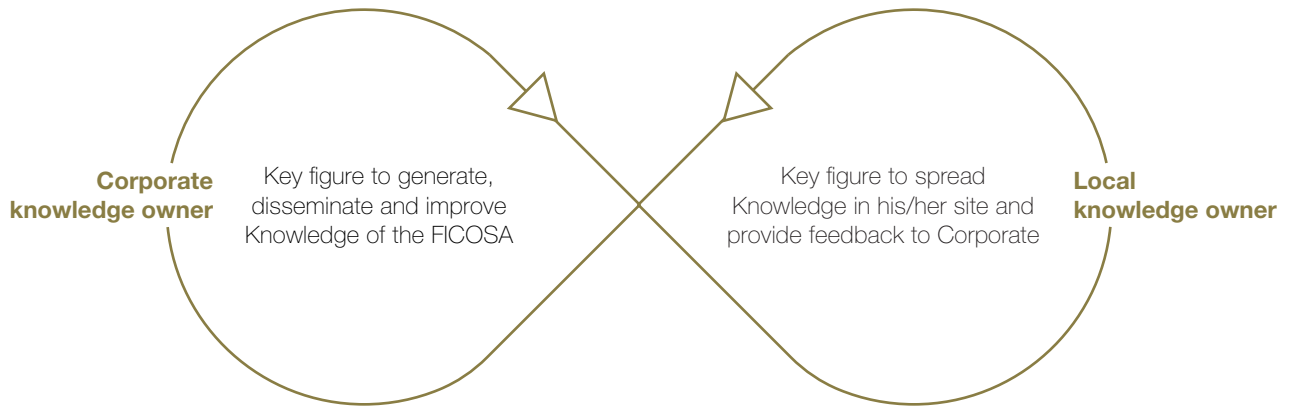 Corporate
knowledge owner
Key figure to generate,
disseminate and improve
Knowledge of the FICOSA
Key figure to spread
Knowledge in his/her site and
provide feedback to Corporate
Local
knowledge owner